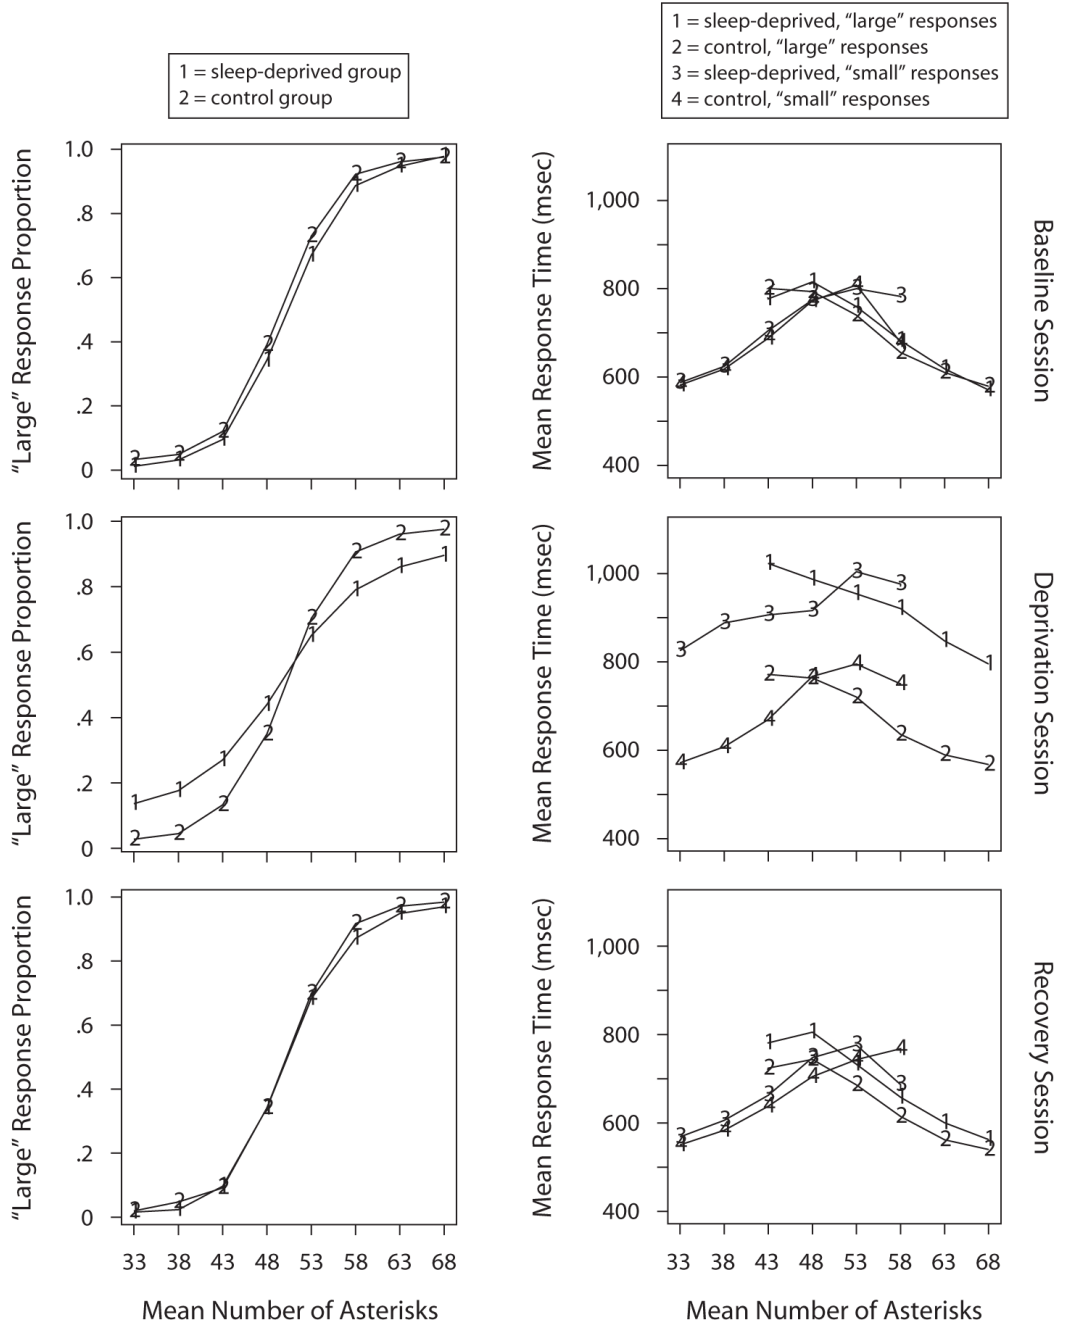 1 = sleep-deprived group
2 = control group
1 = sleep-deprived, “large” responses
2 = control, “large” responses
3 = sleep-deprived, “small” responses
4 = control, “small” responses
“Large” Response Proportion
1.0
.8
.6
.4
.2
0
Mean Response Time (msec)
1,000
800
600
400
Baseline Session
“Large” Response Proportion
1.0
.8
.6
.4
.2
0
Mean Response Time (msec)
1,000
800
600
400
Deprivation Session
“Large” Response Proportion
1.0
.8
.6
.4
.2
0
33 38 43 48 53 58 63 68
Mean Number of Asterisks
Mean Response Time (msec)
1,000
800
600
400
33 38 43 48 53 58 63 68
Mean Number of Asterisks
Recovery Session